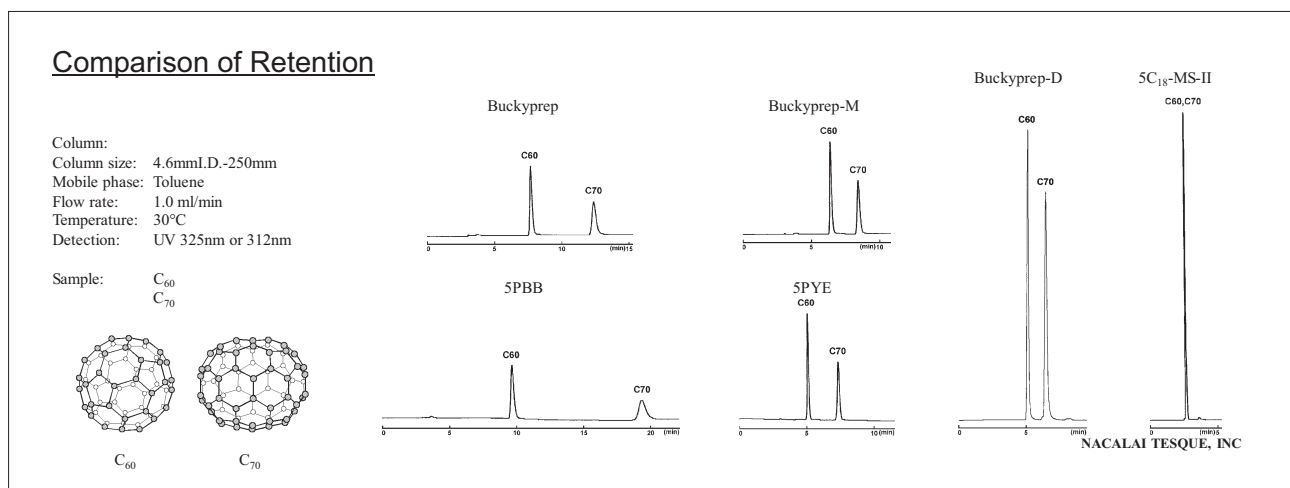 Comparison of Retention
Column:
Column size: 4.6mmI.D.-250mm
Mobile phase: Toluene
Flow rate: 1.0 ml/min
Temperature: 30°C
Detection: UV 325nm or 312nm
Sample: C₆₀
C₇₀
C₆₀
C₇₀
Buckyprep
C60
C70
0 5 10 (min) 15
Buckyprep-M
C60
C70
0 5 (min) 10
5PBB
C60
C70
0 5 10 15 20 (min)
5PYE
C60
C70
0 5 10 (min)
Buckyprep-D
C60
C70
0 5 (min)
5C₁₈-MS-II
C60,C70
0 (min) 5
NACALAI TESQUE, INC